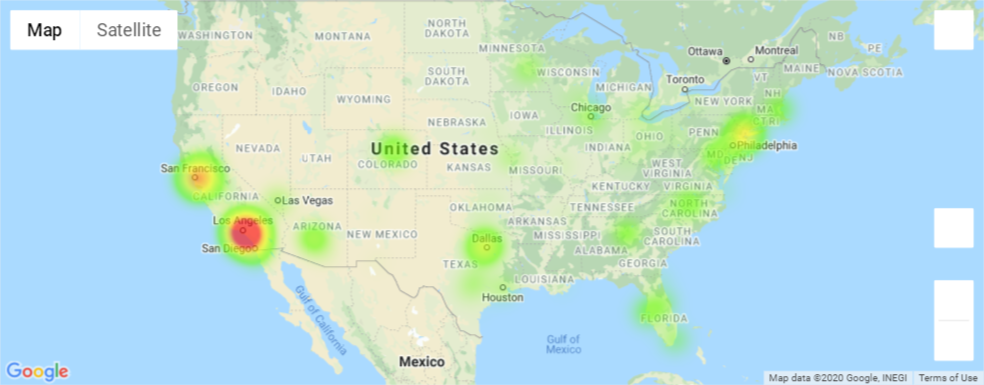 Map
Satellite
WASHINGTON
MONTANA
NORTH
DAKOTA
MINNESOTA
Ottawa
Montreal
NB
PE
MAINE
NOVA SCOTIA
OREGON
IDAHO
WYOMING
SOUTH
DAKOTA
WISCONSIN
MICHIGAN
Toronto
VT
NH
MA
CT RI
NEW YORK
NEBRASKA
IOWA
Chicago
ILLINOIS
INDIANA
OHIO
PENN
Philadelphia
MD
DE
NJ
NEVADA
UTAH
United States
COLORADO
KANSAS
MISSOURI
WEST
VIRGINIA
KENTUCKY
VIRGINIA
San Francisco
CALIFORNIA
Las Vegas
Los Angeles
San Diego
ARIZONA
NEW MEXICO
OKLAHOMA
ARKANSAS
TENNESSEE
NORTH
CAROLINA
MISSISSIPPI
SOUTH
CAROLINA
ALABAMA
GEORGIA
Dallas
TEXAS
LOUISIANA
Houston
FLORIDA
Gulf of California
Gulf of
Mexico
Mexico
Google
Map data ©2020 Google, INEGI
Terms of Use